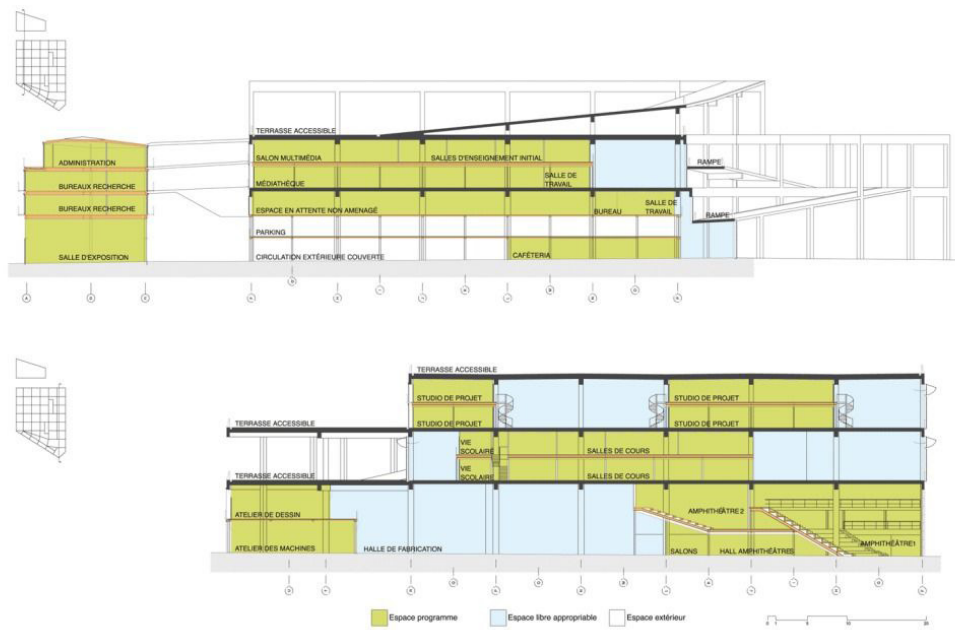 TERRASSE ACCESSIBLE
ADMINISTRATION
SALON MULTIMÉDIA
SALLES D'ENSEIGNEMENT INITIAL
RAMPE
BUREAUX RECHERCHE
MÉDIATHÈQUE
SALLE DE
TRAVAIL
BUREAUX RECHERCHE
ESPACE EN ATTENTE NON AMENAGÉ
BUREAU
SALLE DE
TRAVAIL
RAMPE
PARKING
SALLE D'EXPOSITION
CIRCULATION EXTÉRIEURE COUVERTE
CAFÉTERIA
TERRASSE ACCESSIBLE
STUDIO DE PROJET
STUDIO DE PROJET
TERRASSE ACCESSIBLE
STUDIO DE PROJET
STUDIO DE PROJET
VIE
SCOLAIRE
SALLES DE COURS
TERRASSE ACCESSIBLE
VIE
SCOLAIRE
SALLES DE COURS
ATELIER DE DESSIN
AMPHITHÉÂTRE 2
AMPHITHÉÂTRE1
ATELIER DES MACHINES
HALLE DE FABRICATION
SALONS
HALL AMPHITHÉÂTRES
Espace programme
Espace libre appropriable
Espace extérieur